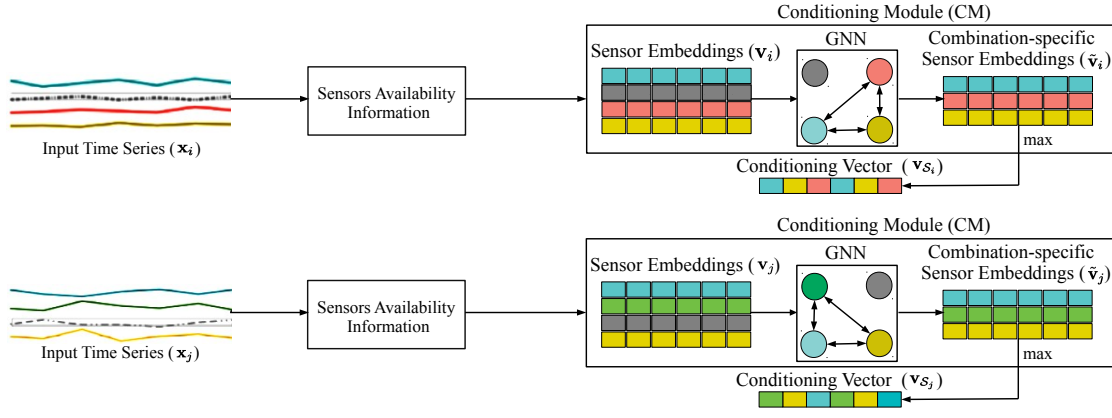 Conditioning Module (CM)
Sensor Embeddings (v_i)
GNN
Combination-specific
Sensor Embeddings (ṽ_i)
Sensors Availability
Information
Input Time Series (x_i)
max
Conditioning Vector (v_{S_i})
Conditioning Module (CM)
Sensor Embeddings (v_j)
GNN
Combination-specific
Sensor Embeddings (ṽ_j)
Sensors Availability
Information
Input Time Series (x_j)
max
Conditioning Vector (v_{S_j})